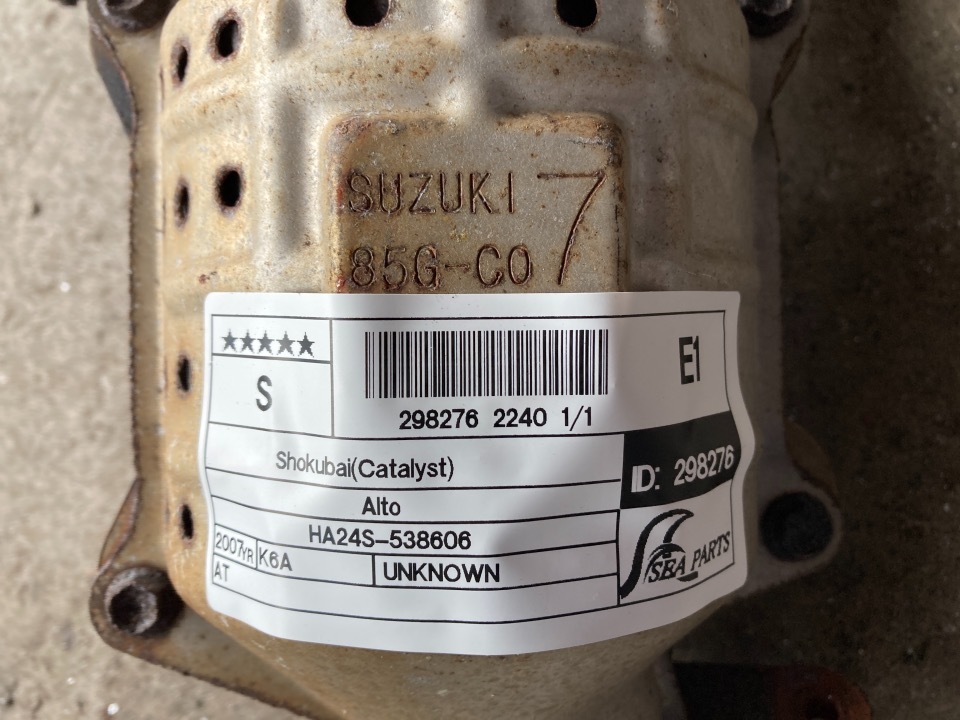 SUZUKI 7
85G-C0
★★★★★
S
E1
298276 2240 1/1
Shokubai(Catalyst)
ID: 298276
Alto
HA24S-538606
2007YR K6A
AT UNKNOWN
SEA PARTS